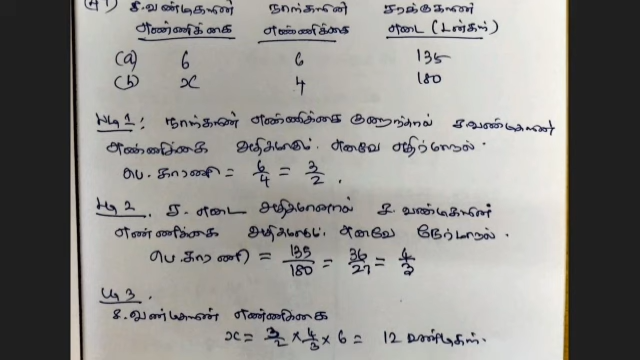 4) சு.வண்டிகளின் நாட்களின் சரக்குகளின்
எண்ணிக்கை எண்ணிக்கை எடை (டன்கள்)
(a) 6 6 135
(b) x 4 180
படி 1: நாட்களின் எண்ணிக்கை குறைந்தால் சு.வண்டிகளின்
எண்ணிக்கை அதிகமாகும். எனவே எதிர்மாறல்.
பெ.காரணி = 6/4 = 3/2.
படி 2. ச. எடை அதிகமானால் சு.வண்டிகளின்
எண்ணிக்கை அதிகமாகும். எனவே நேர்மாறல்.
பெ.காரணி = 135/180 = 36/27 = 4/3
படி 3.
சு.வண்டிகளின் எண்ணிக்கை
x = 3/2 × 4/3 × 6 = 12 வண்டிகள்.